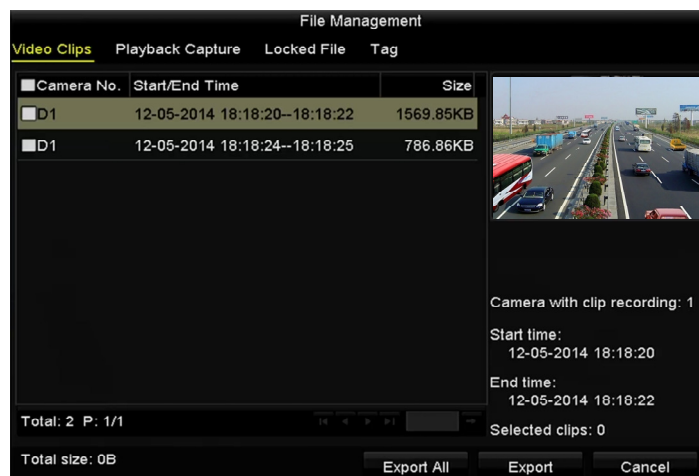 File Management
Video Clips Playback Capture Locked File Tag
Camera No. Start/End Time Size
D1 12-05-2014 18:18:20--18:18:22 1569.85KB
D1 12-05-2014 18:18:24--18:18:25 786.86KB
Camera with clip recording: 1
Start time:
12-05-2014 18:18:20
End time:
12-05-2014 18:18:22
Selected clips: 0
Total: 2 P: 1/1
Total size: 0B
Export All Export Cancel